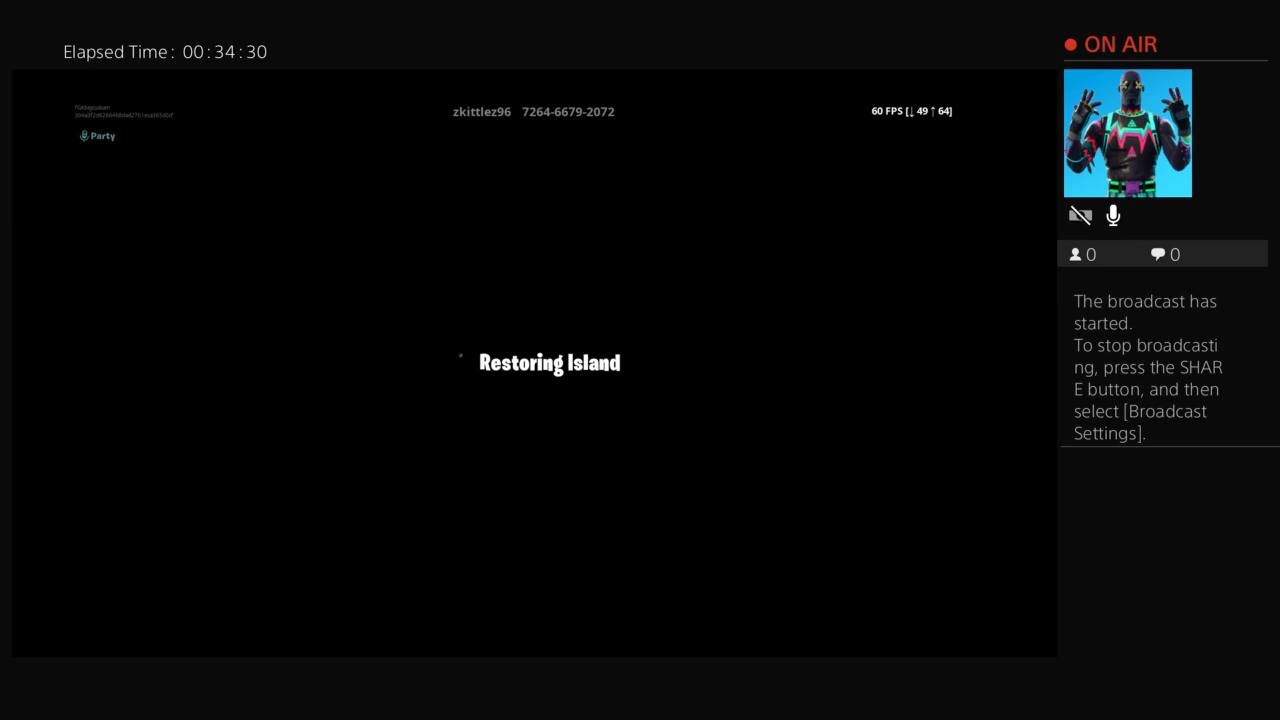 Elapsed Time: 00:34:30
ON AIR
zkittlez96 7264-6679-2072
60 FPS [↓ 49 ↑ 64]
Party
0 0
The broadcast has
started.
To stop broadcasti
ng, press the SHAR
E button, and then
select [Broadcast
Settings].
Restoring Island